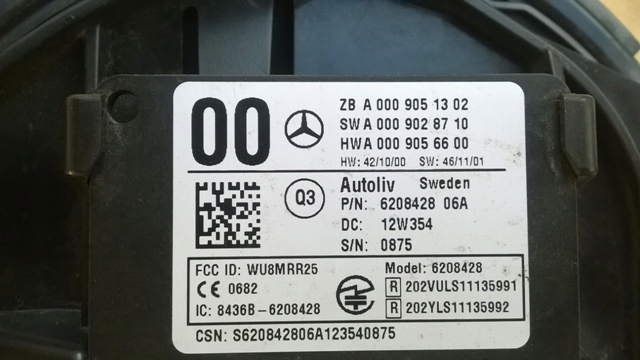 00
ZB A 000 905 13 02
SW A 000 902 87 10
HW A 000 905 66 00
HW: 42/10/00 SW: 46/11/01
Q3
Autoliv Sweden
P/N: 6208428 06A
DC: 12W354
S/N: 0875
FCC ID: WU8MRR25
CE 0682
IC: 8436B-6208428
Model: 6208428
R 202VULS11135991
R 202YLS11135992
CSN: S620842806A123540875